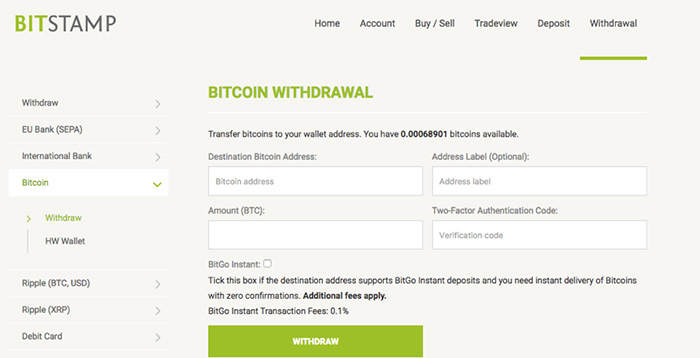 BITSTAMP
Home Account Buy / Sell Tradeview Deposit Withdrawal
Withdraw
EU Bank (SEPA)
International Bank
Bitcoin
Withdraw
HW Wallet
Ripple (BTC, USD)
Ripple (XRP)
Debit Card
BITCOIN WITHDRAWAL
Transfer bitcoins to your wallet address. You have 0.00068901 bitcoins available.
Destination Bitcoin Address: Address Label (Optional):
Bitcoin address Address label
Amount (BTC): Two-Factor Authentication Code:
Verification code
BitGo Instant:
Tick this box if the destination address supports BitGo Instant deposits and you need instant delivery of Bitcoins
with zero confirmations. Additional fees apply.
BitGo Instant Transaction Fees: 0.1%
WITHDRAW